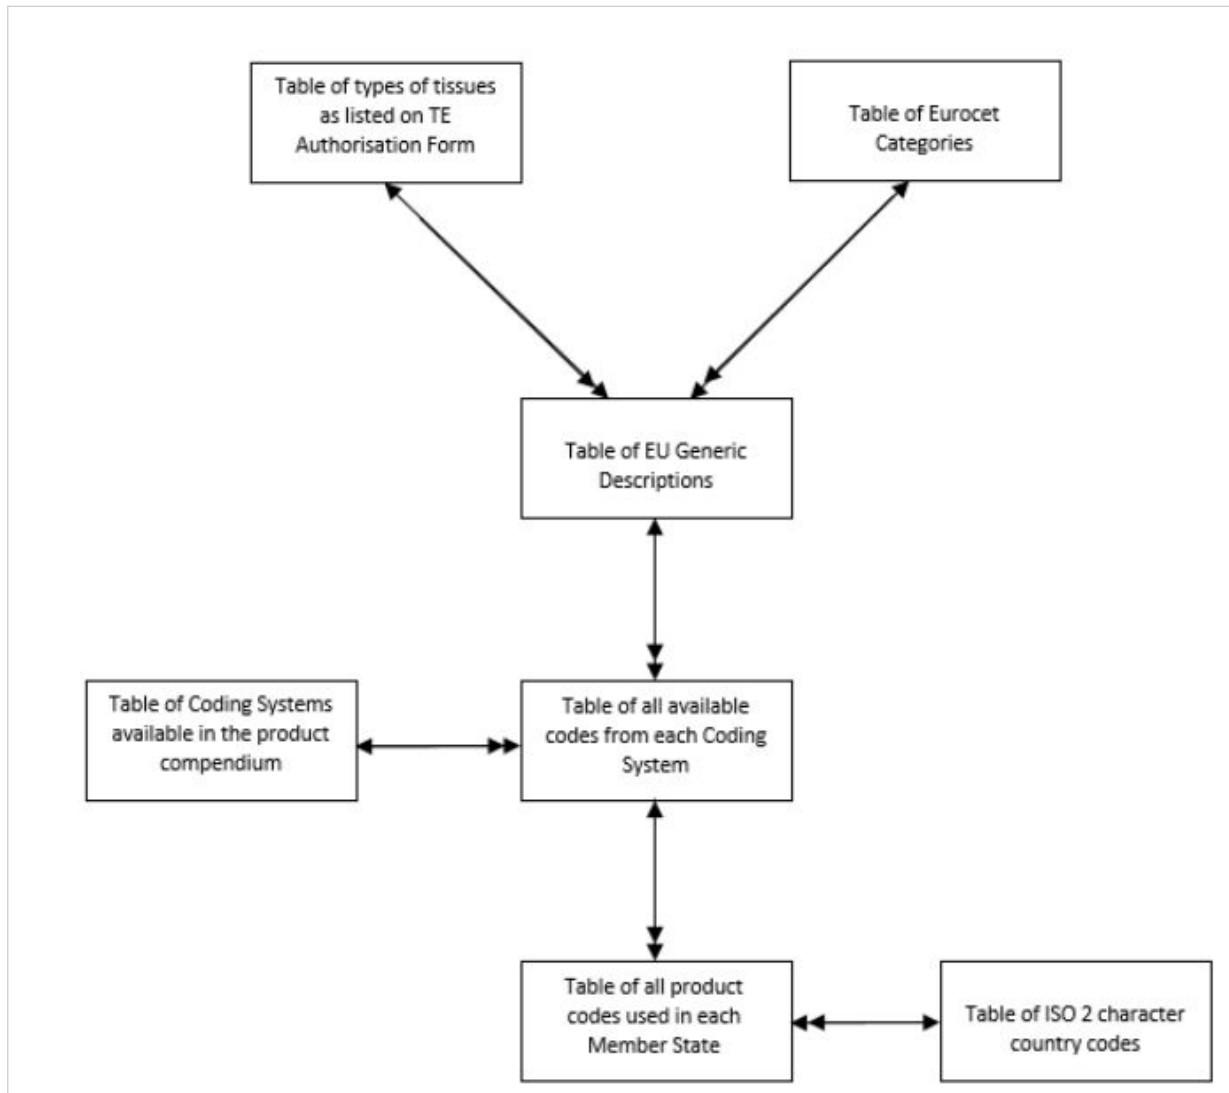 Table of types of tissues
as listed on TE
Authorisation Form
Table of Eurocet
Categories
Table of EU Generic
Descriptions
Table of Coding Systems
available in the product
compendium
Table of all available
codes from each Coding
System
Table of all product
codes used in each
Member State
Table of ISO 2 character
country codes